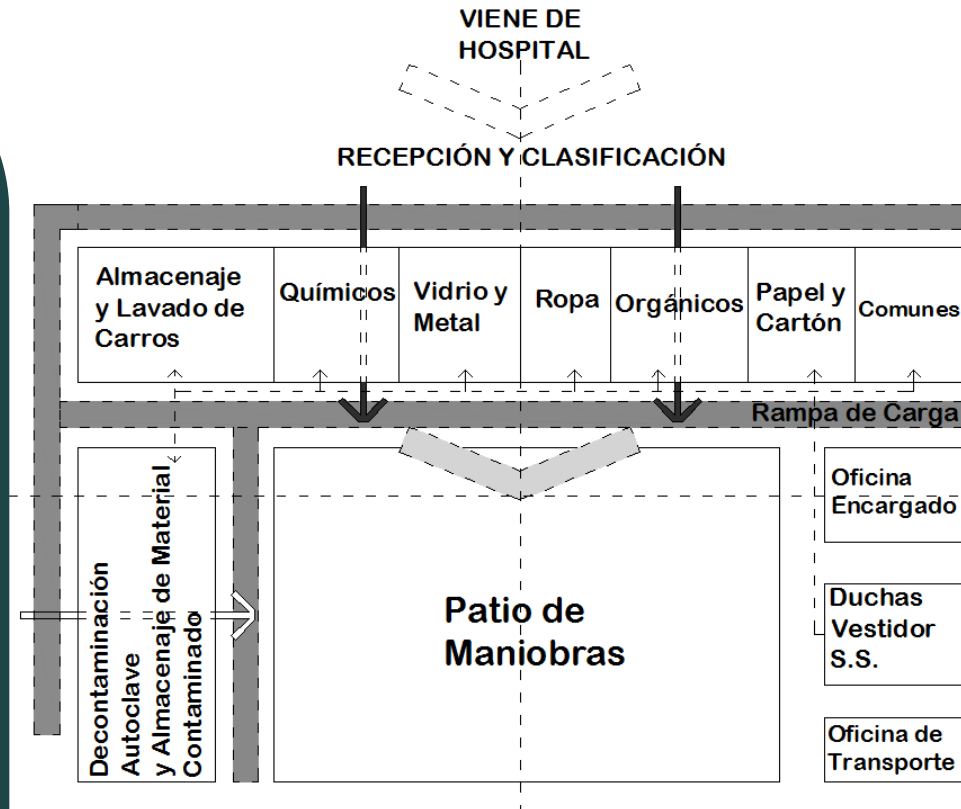 VIENE DE
HOSPITAL
RECEPCIÓN Y CLASIFICACIÓN
Almacenaje
y Lavado de
Carros
Químicos
Vidrio y
Metal
Ropa
Orgánicos
Papel y
Cartón
Comunes
Rampa de Carga
Decontaminación
Autoclave
y Almacenaje de Material
Contaminado
Patio de
Maniobras
Oficina
Encargado
Duchas
Vestidor
S.S.
Oficina de
Transporte